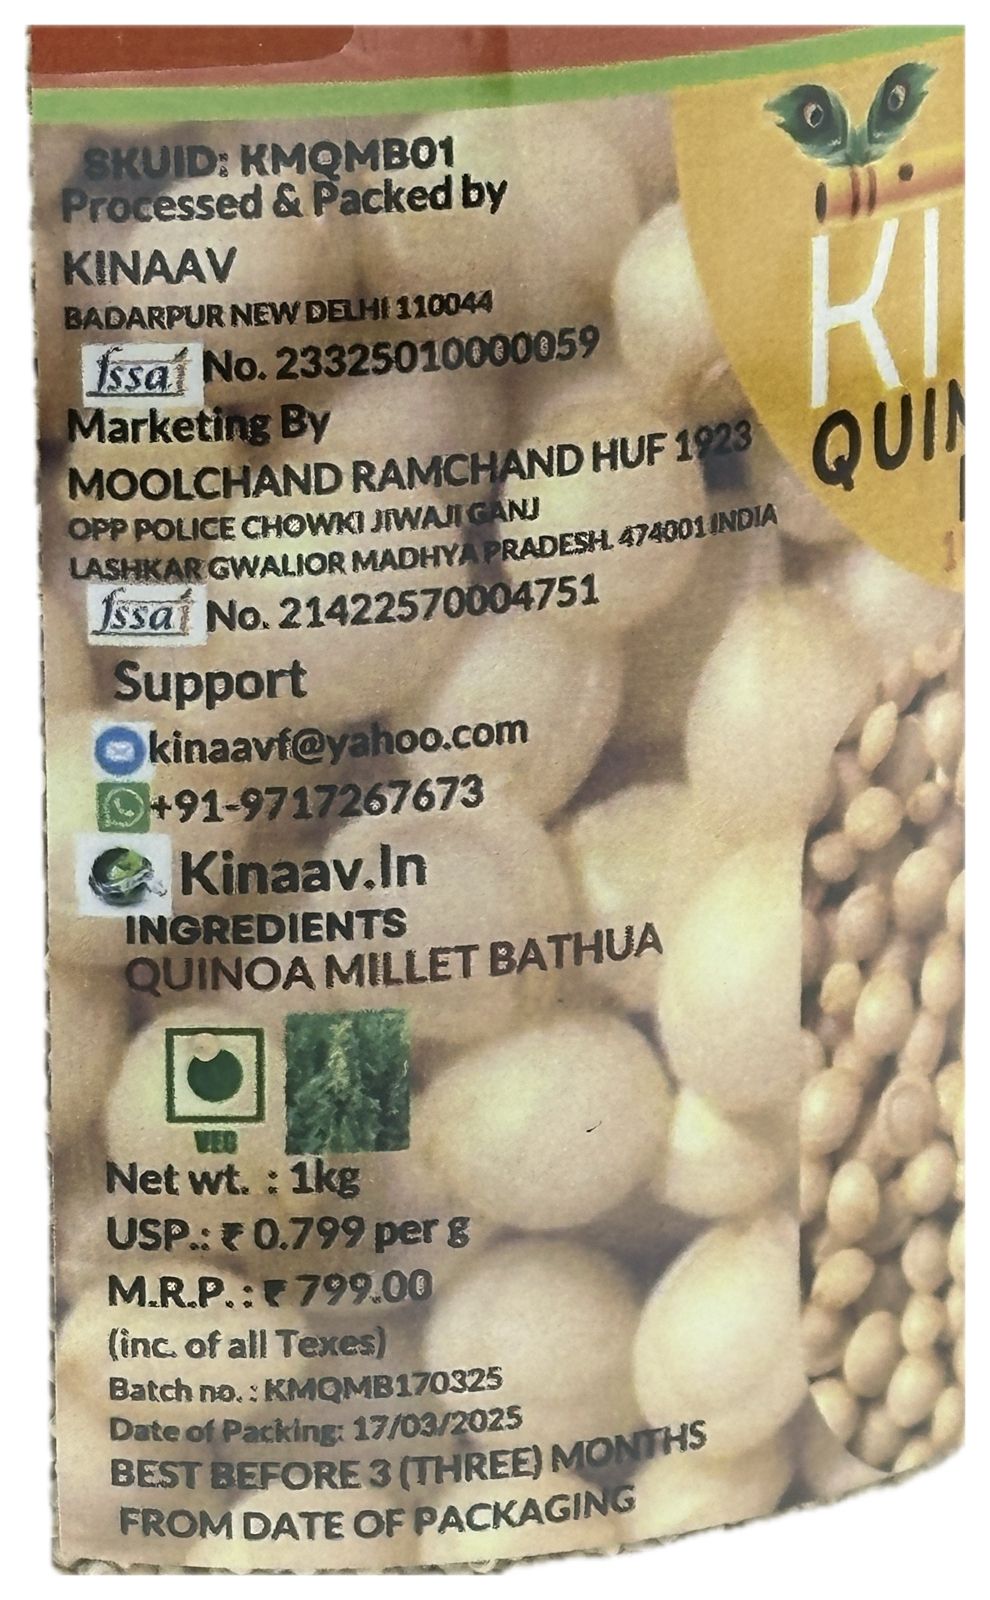 SKUID: KMQMB01
Processed & Packed by
KINAAV
BADARPUR NEW DELHI 110044
fssai No. 23325010000059
Marketing By
MOOLCHAND RAMCHAND HUF 1923
OPP POLICE CHOWKI JIWAJI GANJ
LASHKAR GWALIOR MADHYA PRADESH. 474001 INDIA
fssai No. 21422570004751
Support
kinaavf@yahoo.com
+91-9717267673
Kinaav.In
INGREDIENTS
QUINOA MILLET BATHUA
VEG
Net wt. : 1kg
USP.: ₹ 0.799 per g
M.R.P. : ₹ 799.00
(inc. of all Texes)
Batch no. : KMQMB170325
Date of Packing: 17/03/2025
BEST BEFORE 3 (THREE) MONTHS
FROM DATE OF PACKAGING
KI
QUIN